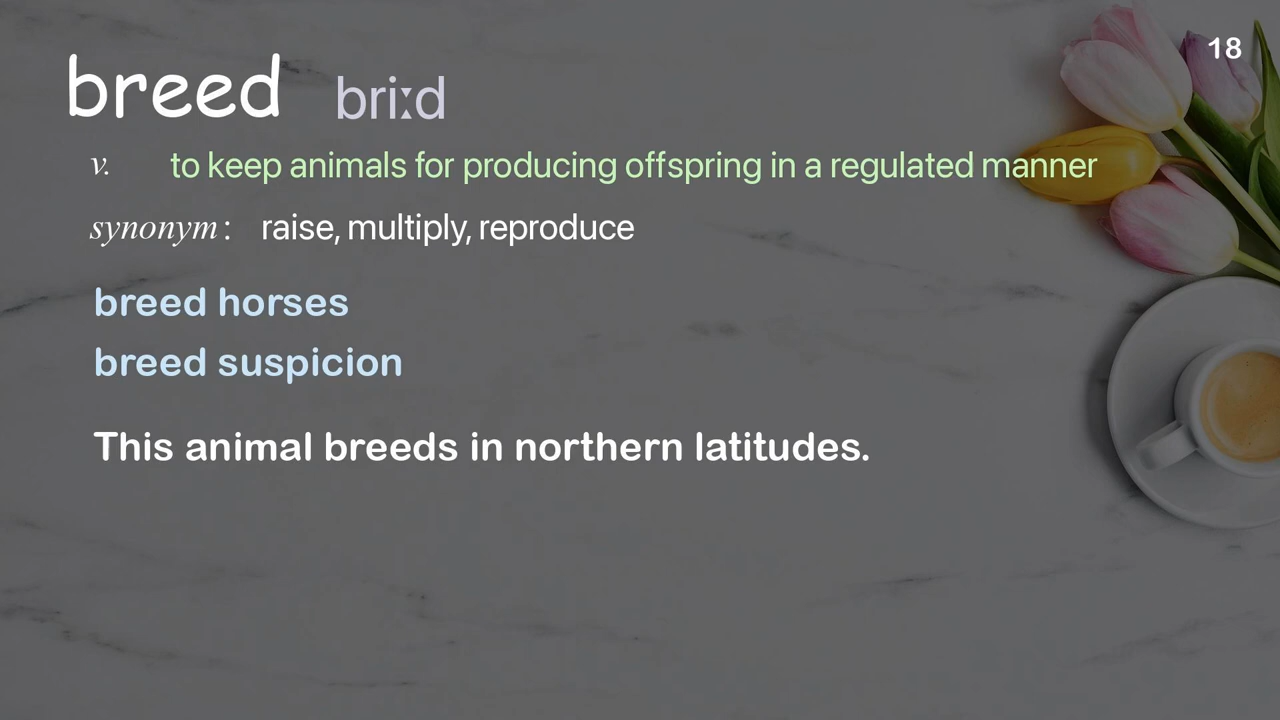 18
breed briːd
v. to keep animals for producing offspring in a regulated manner
synonym: raise, multiply, reproduce
breed horses
breed suspicion
This animal breeds in northern latitudes.